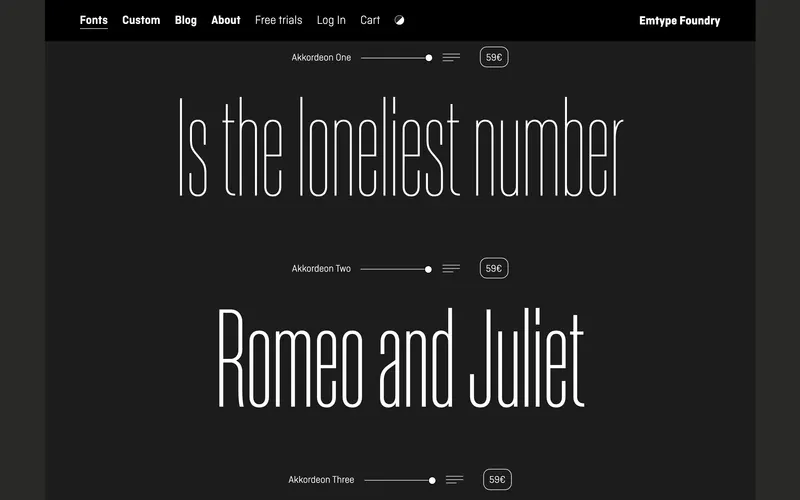 Fonts Custom Blog About Free trials Log In Cart Emtype Foundry
Akkordeon One 59€
Is the loneliest number
Akkordeon Two 59€
Romeo and Juliet
Akkordeon Three 59€